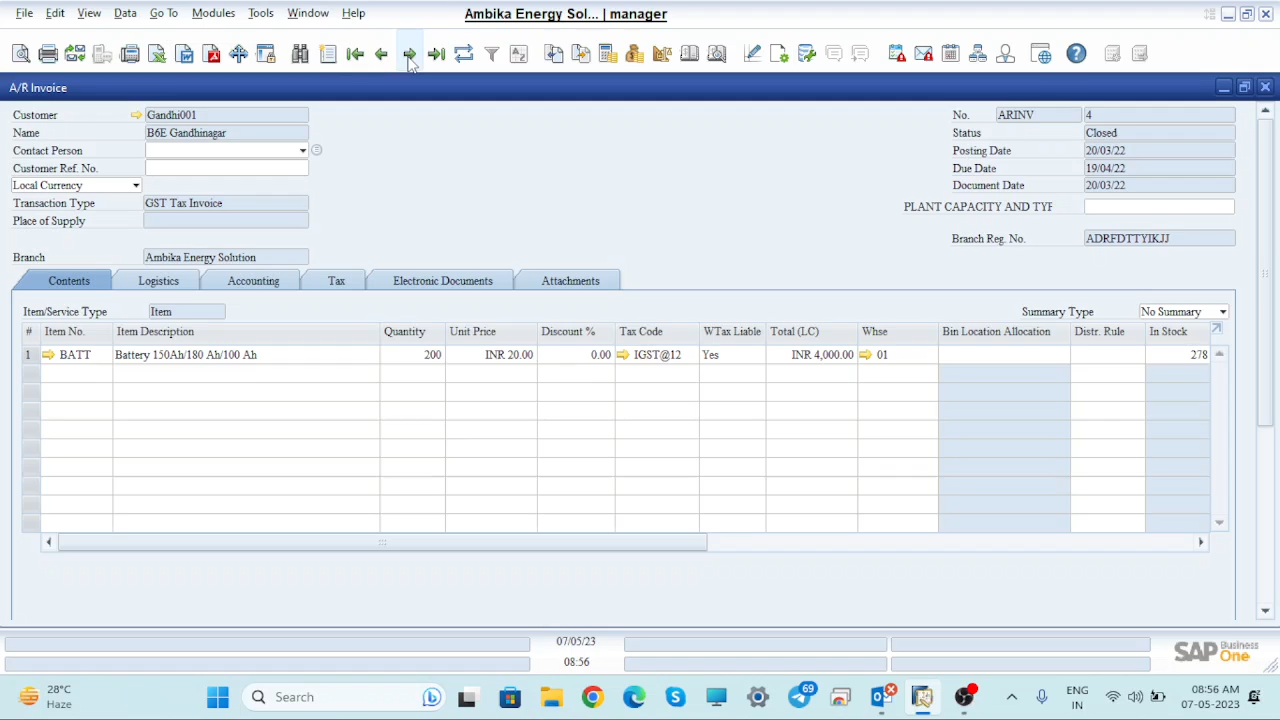 File Edit View Data Go To Modules Tools Window Help
Ambika Energy Sol... | manager
A/R Invoice
Customer Gandhi001 No. ARINV 4
Name B6E Gandhinagar Status Closed
Contact Person Posting Date 20/03/22
Customer Ref. No. Due Date 19/04/22
Local Currency Document Date 20/03/22
Transaction Type GST Tax Invoice PLANT CAPACITY AND TYF
Place of Supply
Branch Reg. No. ADRFDTTYIKJJ
Branch Ambika Energy Solution
Contents Logistics Accounting Tax Electronic Documents Attachments
Item/Service Type Item Summary Type No Summary
# Item No. Item Description Quantity Unit Price Discount % Tax Code WTax Liable Total (LC) Whse Bin Location Allocation Distr. Rule In Stock
1 BATT Battery 150Ah/180 Ah/100 Ah 200 INR 20.00 0.00 IGST@12 Yes INR 4,000.00 01 278
07/05/23
08:56
SAP Business One
28°C
Haze
Search
69
ENG
IN
08:56 AM
07-05-2023